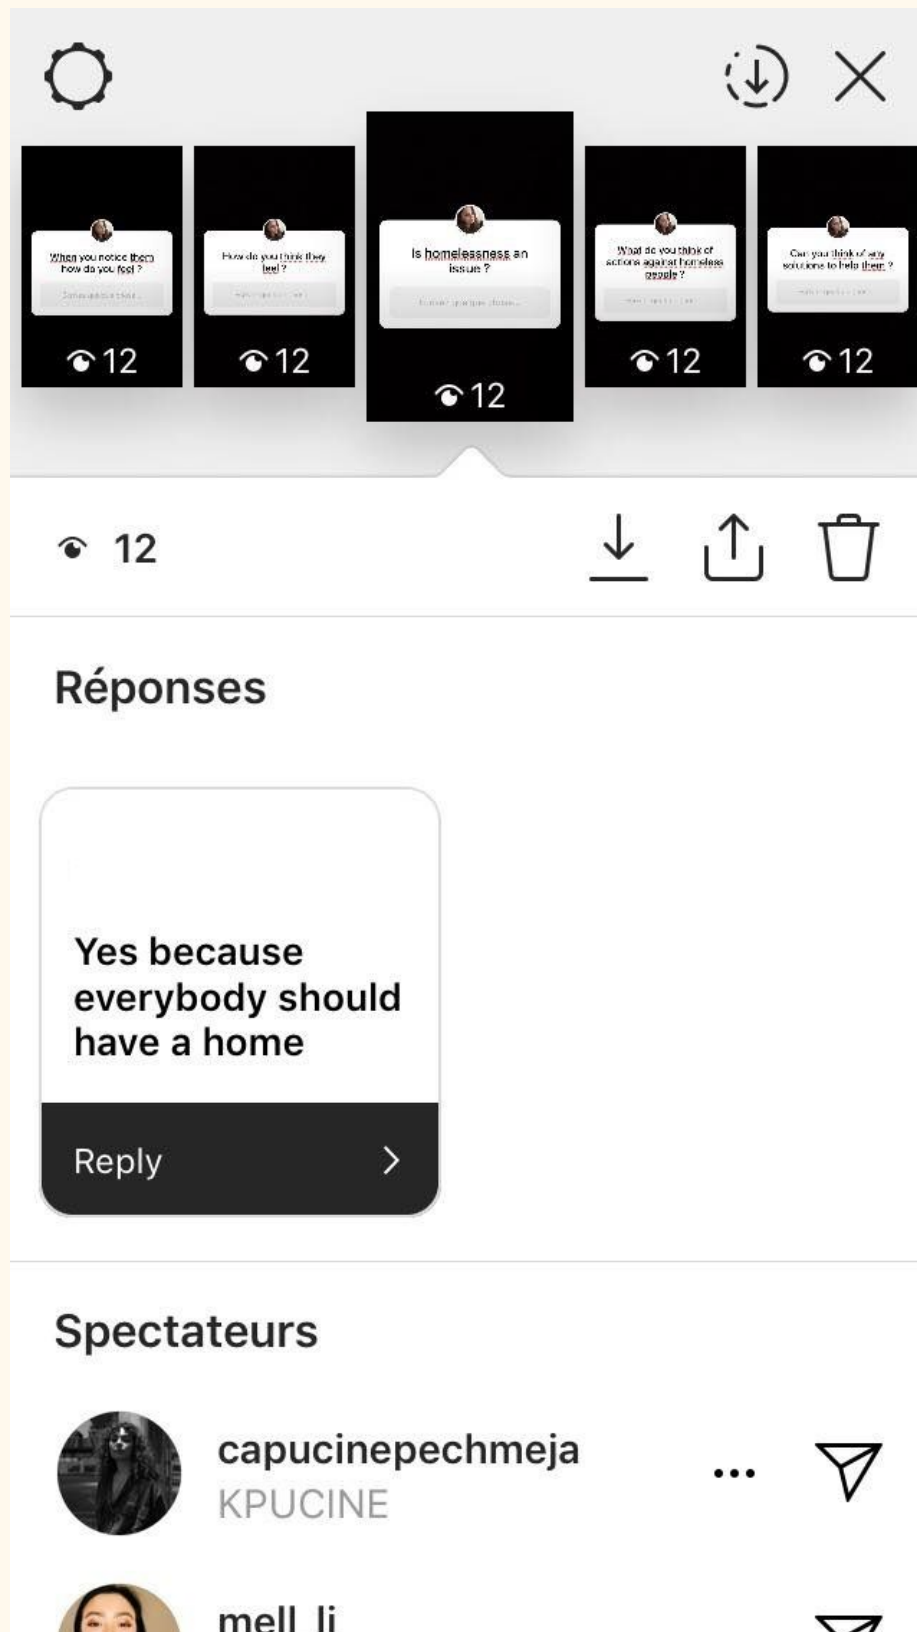 When you notice them
how do you feel ?
12
How do you think they
feel ?
12
Is homelessness an
issue ?
12
What do you think of
actions against homeless
people ?
12
Can you think of any
solutions to help them ?
12
12
Réponses
Yes because
everybody should
have a home
Reply
Spectateurs
capucinepechmeja
KPUCINE
mell_li